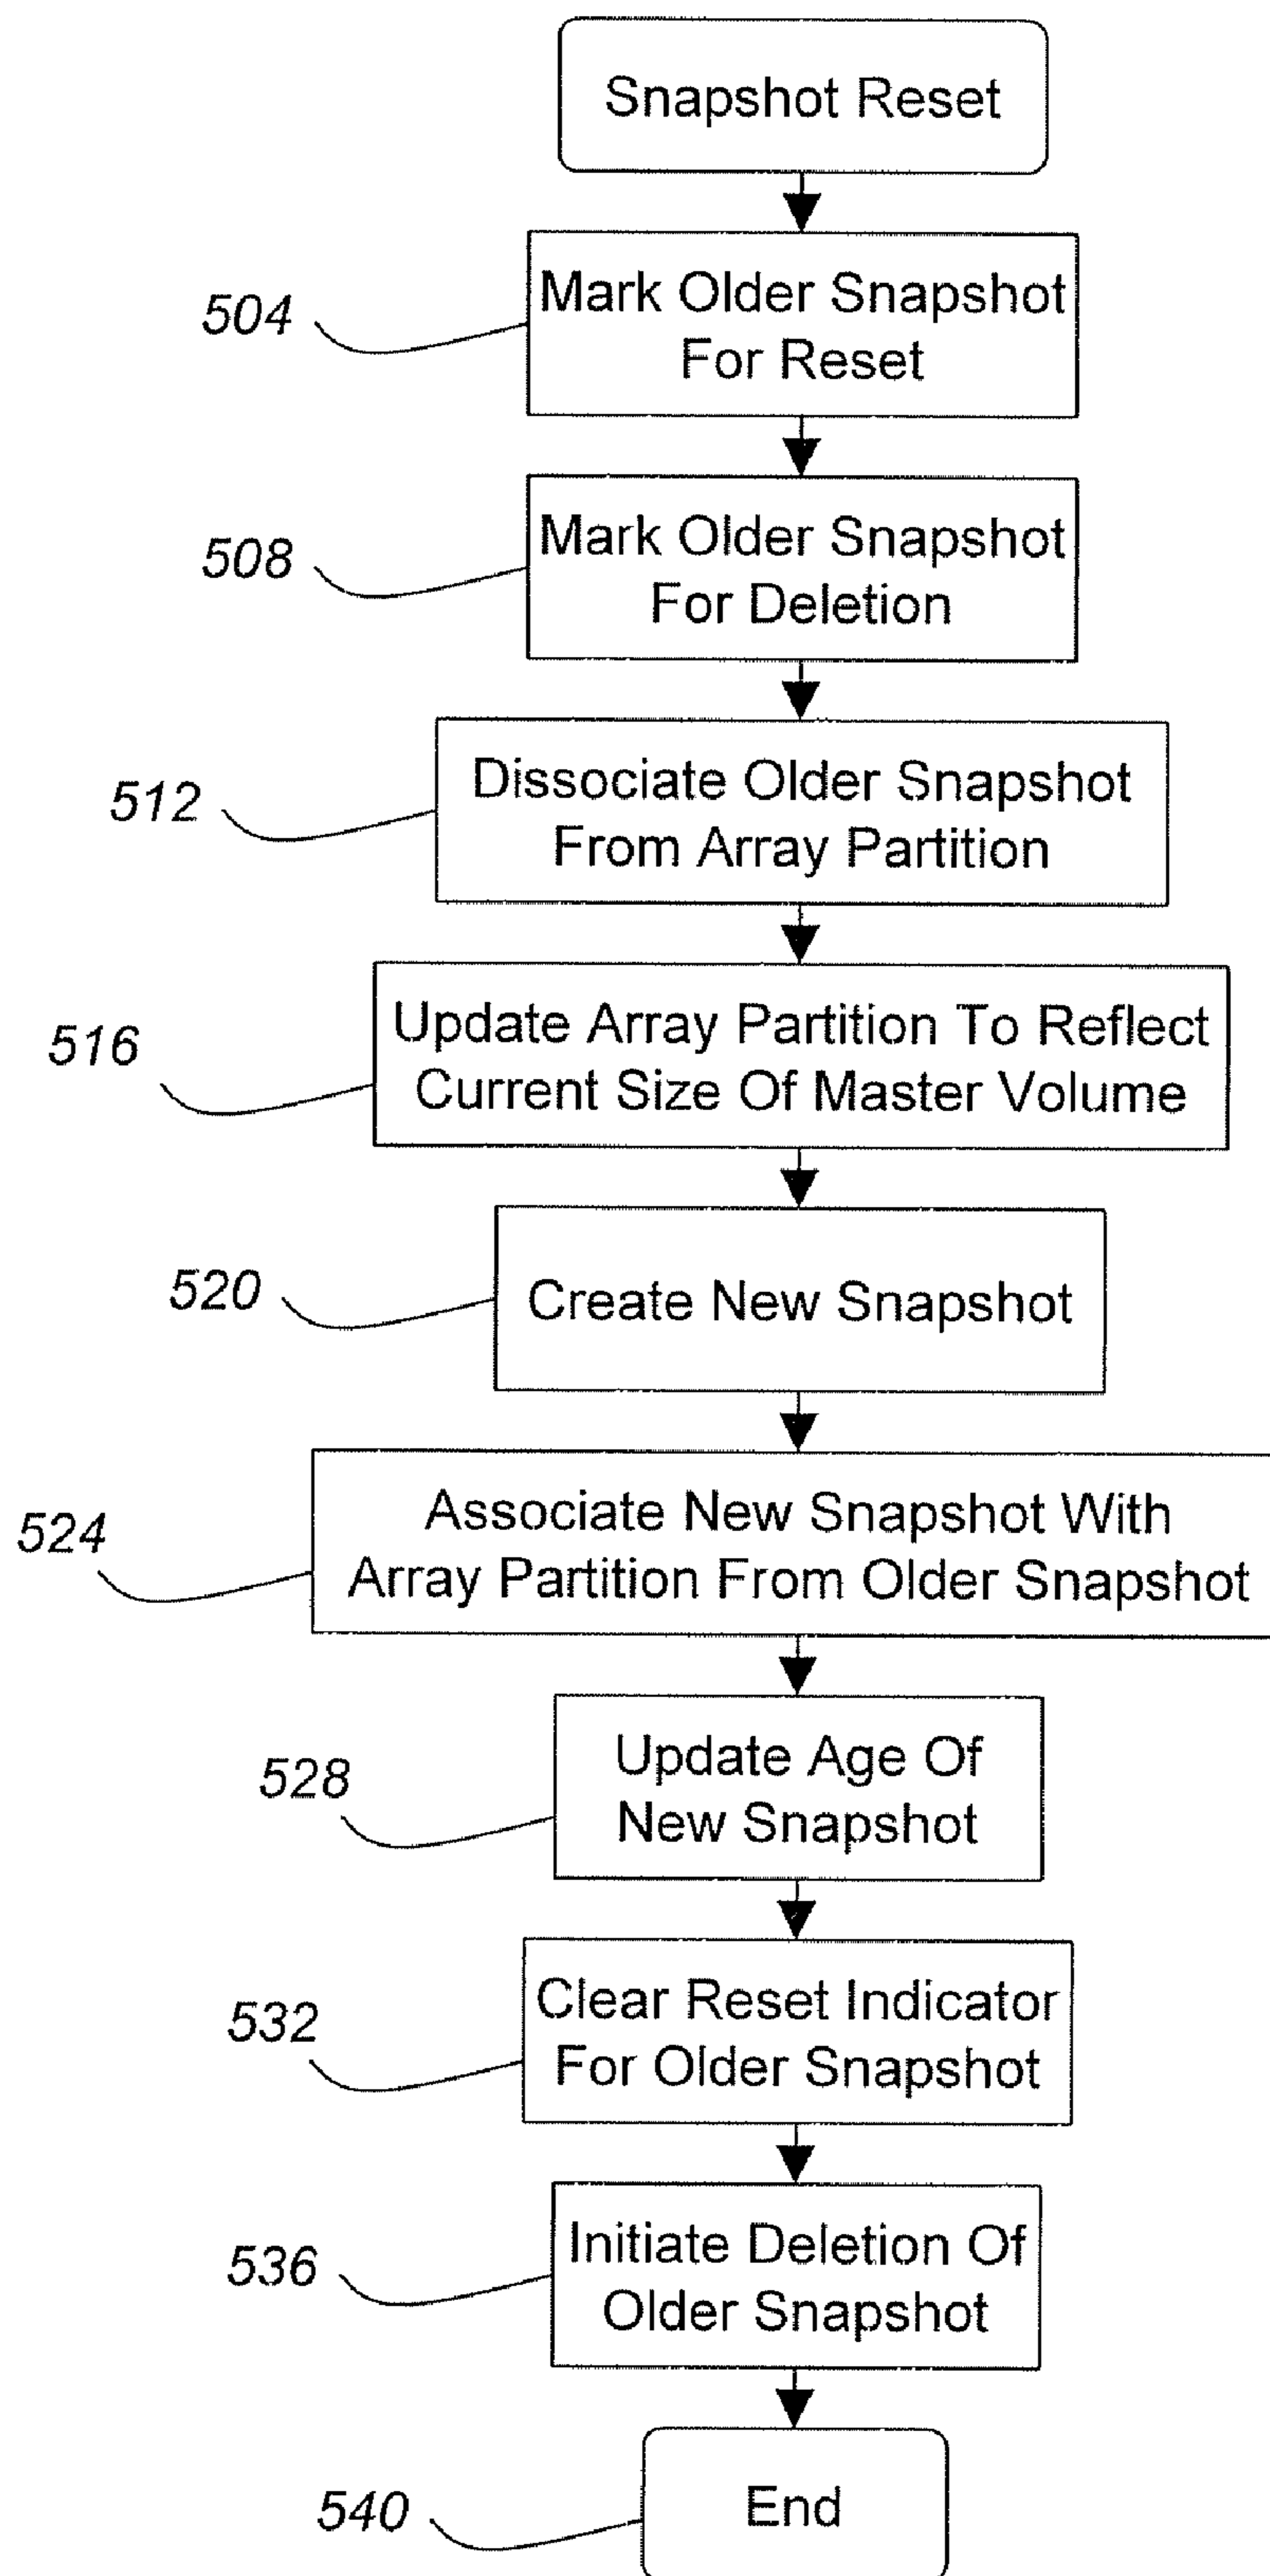 Snapshot Reset
504
Mark Older Snapshot
For Reset
508
Mark Older Snapshot
For Deletion
512
Dissociate Older Snapshot
From Array Partition
516
Update Array Partition To Reflect
Current Size Of Master Volume
520
Create New Snapshot
524
Associate New Snapshot With
Array Partition From Older Snapshot
528
Update Age Of
New Snapshot
532
Clear Reset Indicator
For Older Snapshot
536
Initiate Deletion Of
Older Snapshot
540
End